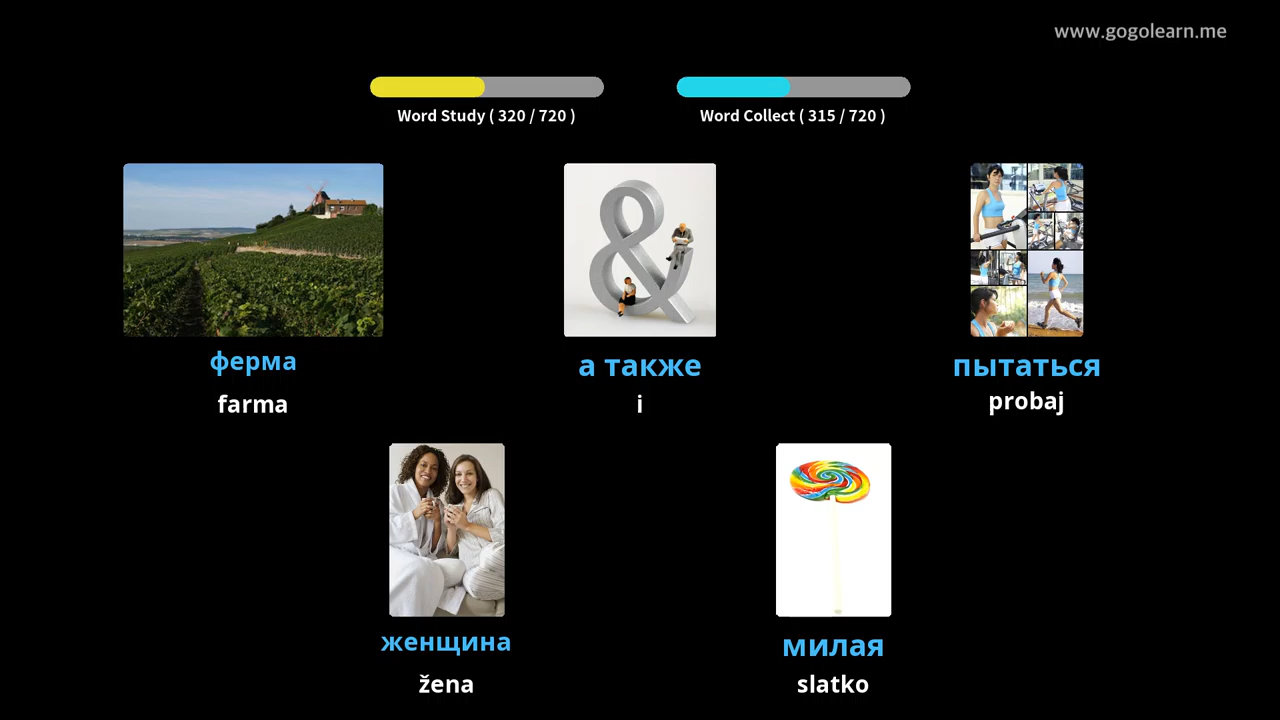 www.gogolearn.me
Word Study ( 320 / 720 )
Word Collect ( 315 / 720 )
ферма
farma
а также
i
пытаться
probaj
женщина
žena
милая
slatko